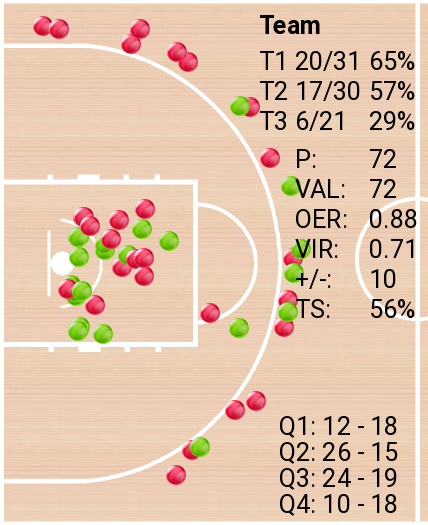 Team
T1 20/31 65%
T2 17/30 57%
T3 6/21 29%
P: 72
VAL: 72
OER: 0.88
VIR: 0.71
+/-: 10
TS: 56%
Q1: 12 - 18
Q2: 26 - 15
Q3: 24 - 19
Q4: 10 - 18